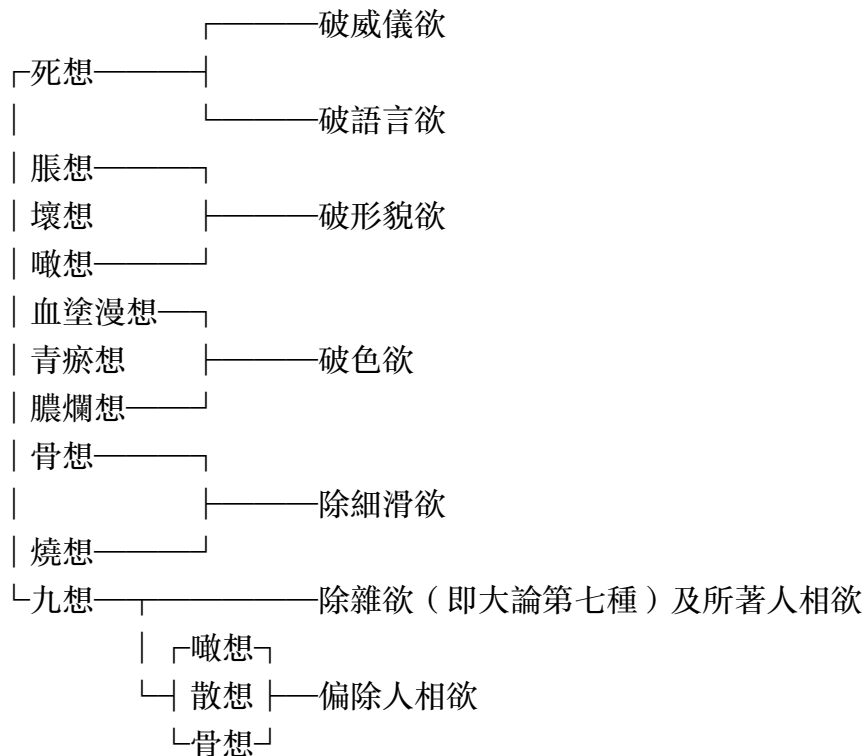 破威儀欲
死想
破語言欲
脹想
壞想 破形貌欲
噉想
血塗漫想
青瘀想 破色欲
膿爛想
骨想
除細滑欲
燒想
九想 除雜欲（即大論第七種）及所著人相欲
噉想
散想 偏除人相欲
骨想